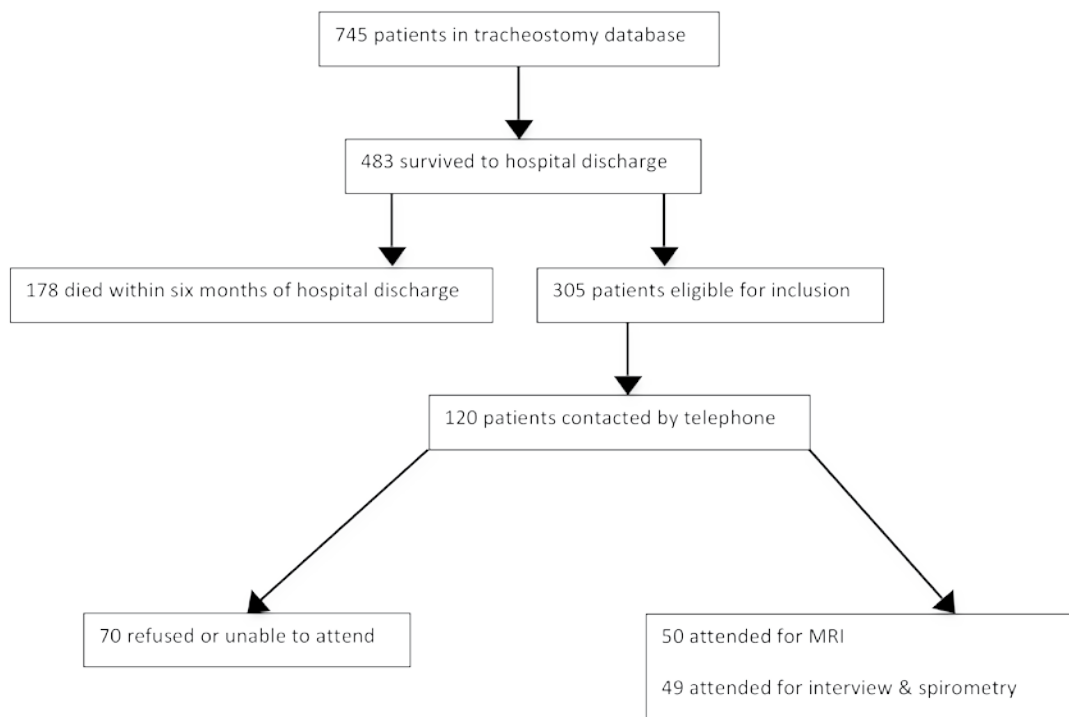 745 patients in tracheostomy database
483 survived to hospital discharge
178 died within six months of hospital discharge
305 patients eligible for inclusion
120 patients contacted by telephone
70 refused or unable to attend
50 attended for MRI
49 attended for interview & spirometry